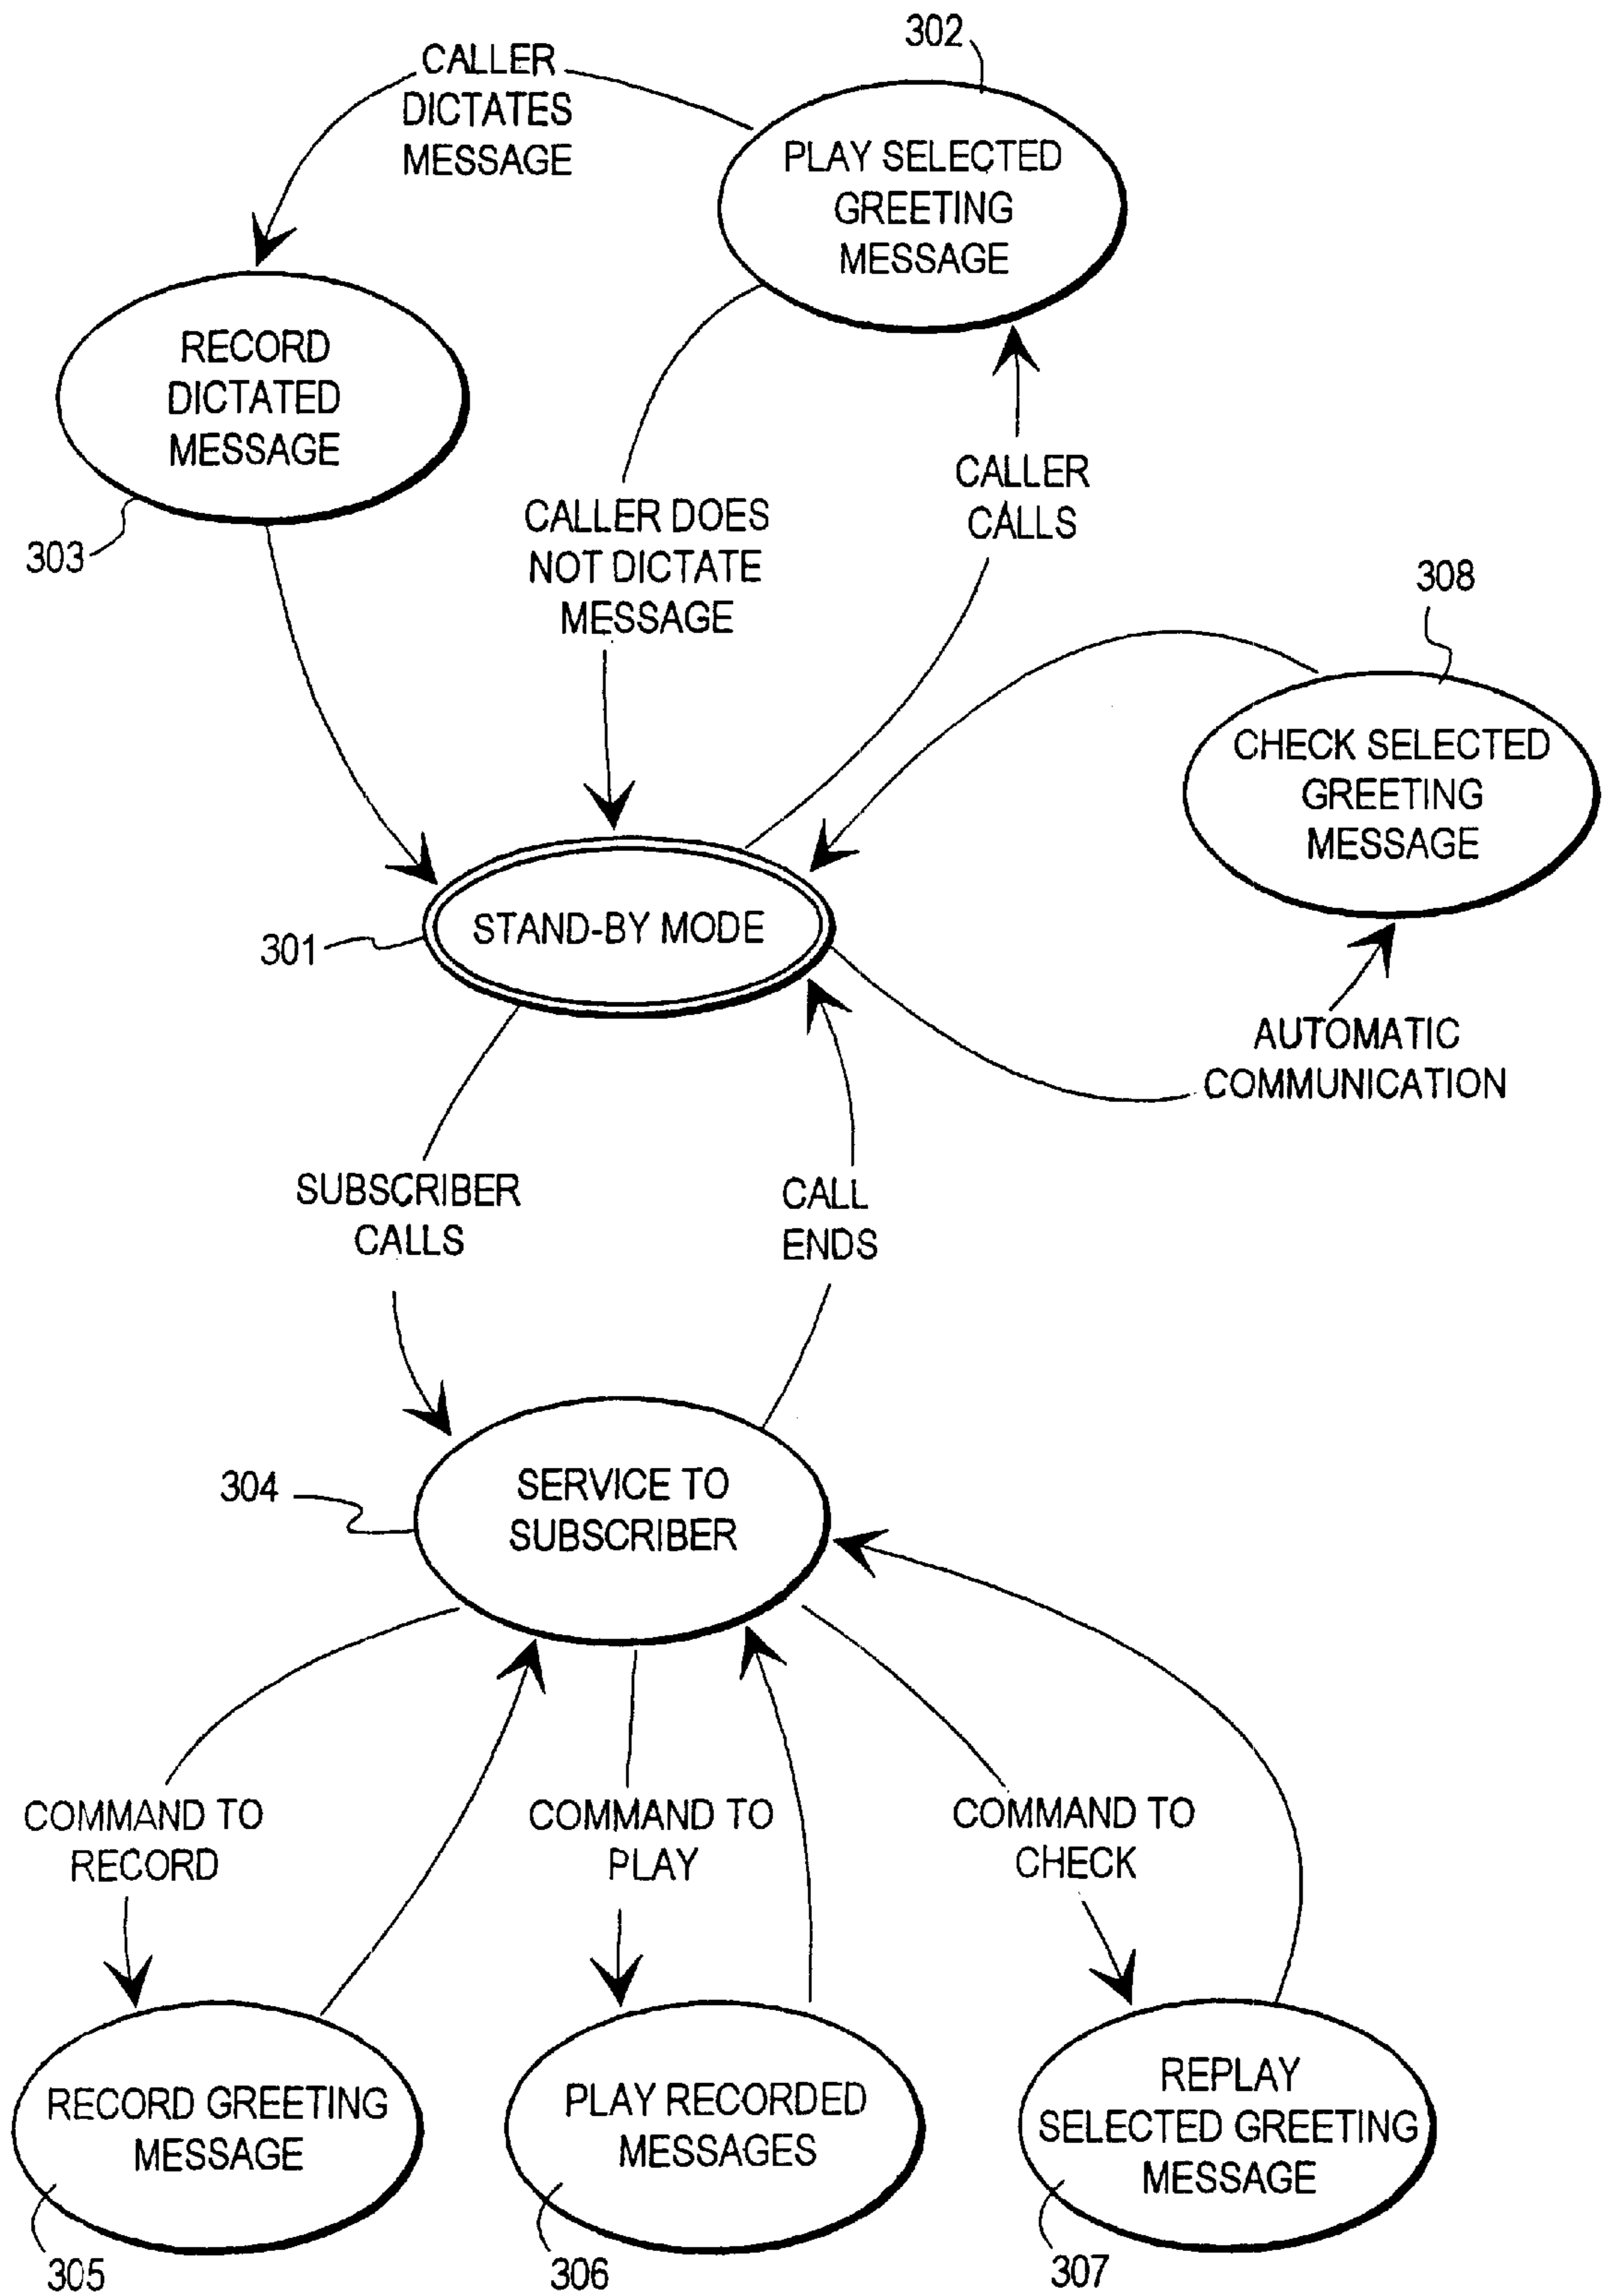 302
CALLER
DICTATES
MESSAGE
PLAY SELECTED
GREETING
MESSAGE
RECORD
DICTATED
MESSAGE
303
CALLER DOES
NOT DICTATE
MESSAGE
CALLER
CALLS
308
CHECK SELECTED
GREETING
MESSAGE
STAND-BY MODE
301
AUTOMATIC
COMMUNICATION
SUBSCRIBER
CALLS
CALL
ENDS
304
SERVICE TO
SUBSCRIBER
COMMAND TO
RECORD
COMMAND TO
PLAY
COMMAND TO
CHECK
RECORD GREETING
MESSAGE
PLAY RECORDED
MESSAGES
REPLAY
SELECTED GREETING
MESSAGE
305
306
307